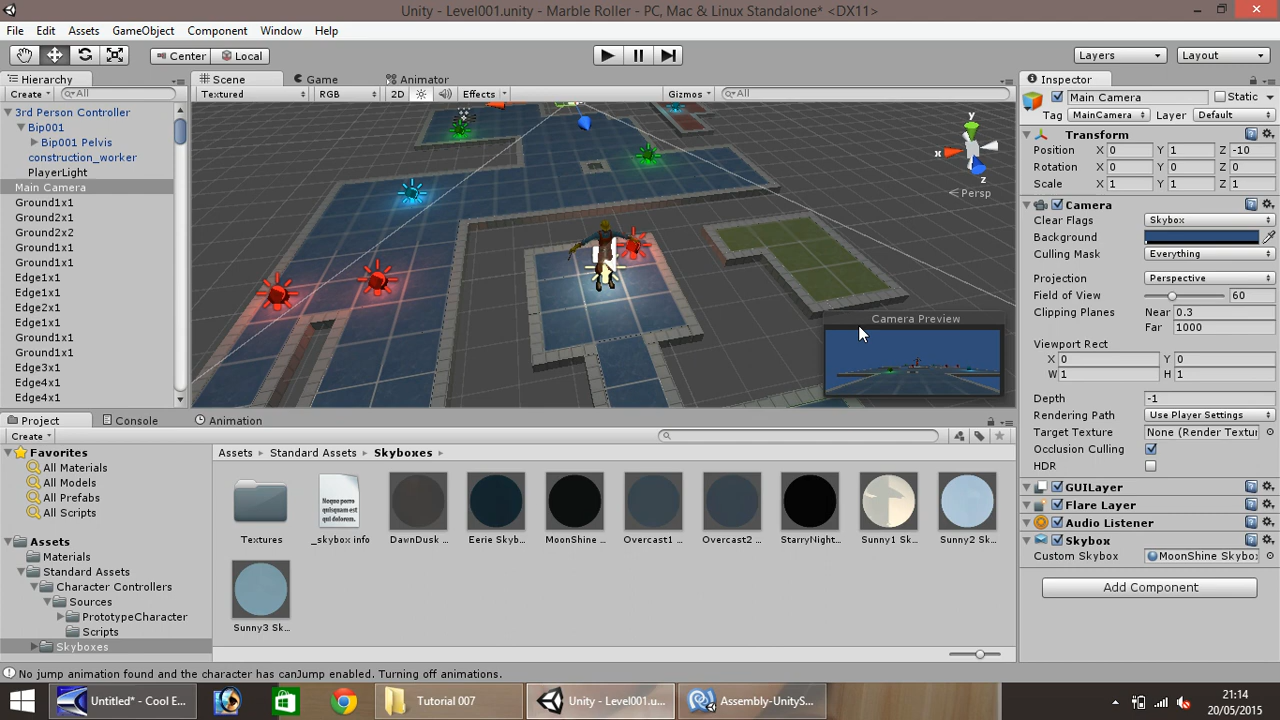 Unity - Level001.unity - Marble Roller - PC, Mac & Linux Standalone* <DX11>
File Edit Assets GameObject Component Window Help
Center Local Layers Layout
Hierarchy
Create All
3rd Person Controller
Bip001
Bip001 Pelvis
construction_worker
PlayerLight
Main Camera
Ground1x1
Ground2x1
Ground2x2
Ground1x1
Ground1x1
Edge1x1
Edge1x1
Edge2x1
Edge1x1
Ground1x1
Ground1x1
Edge3x1
Edge4x1
Edge4x1
Scene Game Animator
Textured RGB 2D Effects Gizmos All
y
x
z
Persp
Camera Preview
Inspector
Main Camera Static
Tag MainCamera Layer Default
Transform
Position X 0 Y 1 Z -10
Rotation X 0 Y 0 Z 0
Scale X 1 Y 1 Z 1
Camera
Clear Flags Skybox
Background
Culling Mask Everything
Projection Perspective
Field of View 60
Clipping Planes Near 0.3
Far 1000
Viewport Rect
X 0 Y 0
W 1 H 1
Depth -1
Rendering Path Use Player Settings
Target Texture None (Render Textur
Occlusion Culling
HDR
GUILayer
Flare Layer
Audio Listener
Skybox
Custom Skybox MoonShine Skybo
Add Component
Project Console Animation
Create
Favorites
All Materials
All Models
All Prefabs
All Scripts
Assets
Materials
Standard Assets
Character Controllers
Sources
PrototypeCharacter
Scripts
Skyboxes
Assets Standard Assets Skyboxes
Neque porro
quisquam est
qui dolorem.
Textures _skybox info DawnDusk ... Eerie Skyb... MoonShine ... Overcast1 ... Overcast2 ... StarryNight... Sunny1 Sk... Sunny2 Sk...
Sunny3 Sk...
No jump animation found and the character has canJump enabled. Turning off animations.
Untitled* - Cool E... Tutorial 007 Unity - Level001.u... Assembly-UnityS...
21:14
20/05/2015